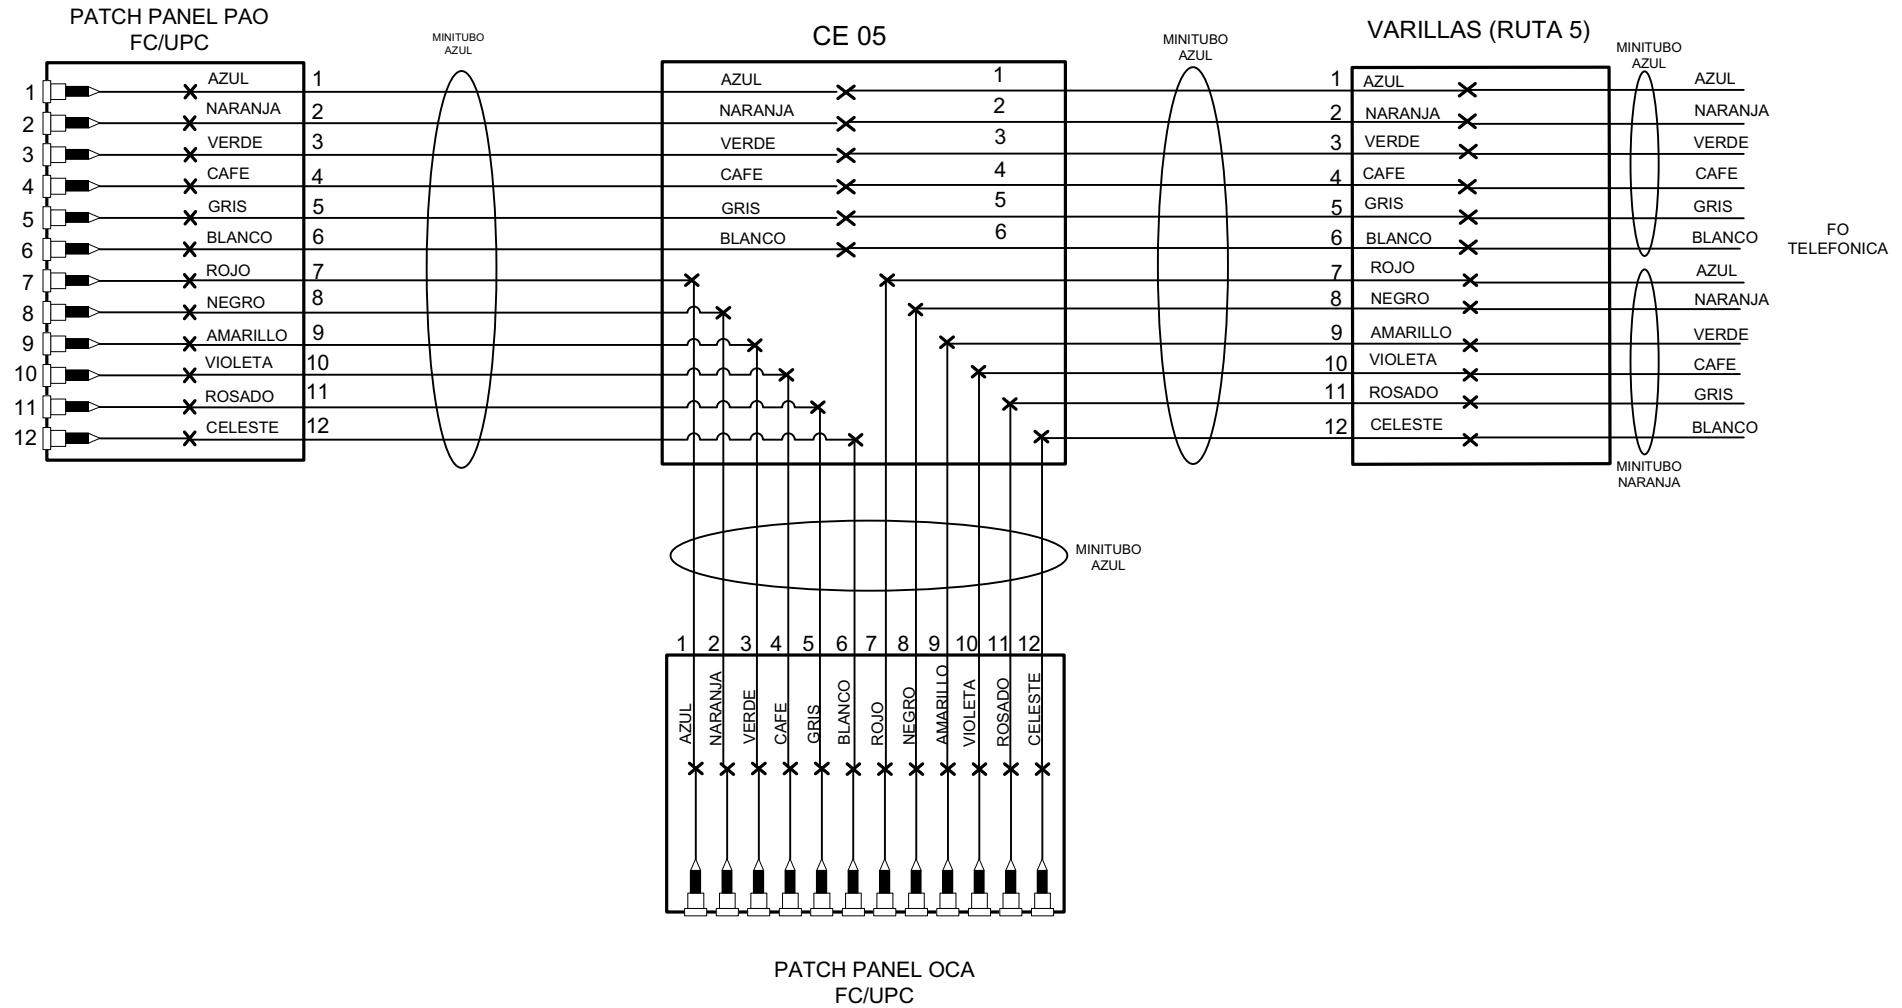 PATCH PANEL PAO
FC/UPC
MINITUBO
AZUL
CE 05
MINITUBO
AZUL
VARILLAS (RUTA 5)
MINITUBO
AZUL
1 AZUL 1
2 NARANJA 2
3 VERDE 3
4 CAFE 4
5 GRIS 5
6 BLANCO 6
7 ROJO 7
8 NEGRO 8
9 AMARILLO 9
10 VIOLETA 10
11 ROSADO 11
12 CELESTE 12
AZUL 1
NARANJA 2
VERDE 3
CAFE 4
GRIS 5
BLANCO 6
1 AZUL
2 NARANJA
3 VERDE
4 CAFE
5 GRIS
6 BLANCO
7 ROJO
8 NEGRO
9 AMARILLO
10 VIOLETA
11 ROSADO
12 CELESTE
AZUL
NARANJA
VERDE
CAFE
GRIS
BLANCO
AZUL
NARANJA
VERDE
CAFE
GRIS
BLANCO
FO
TELEFONICA
MINITUBO
NARANJA
MINITUBO
AZUL
1 2 3 4 5 6 7 8 9 10 11 12
AZUL
NARANJA
VERDE
CAFE
GRIS
BLANCO
ROJO
NEGRO
AMARILLO
VIOLETA
ROSADO
CELESTE
PATCH PANEL OCA
FC/UPC